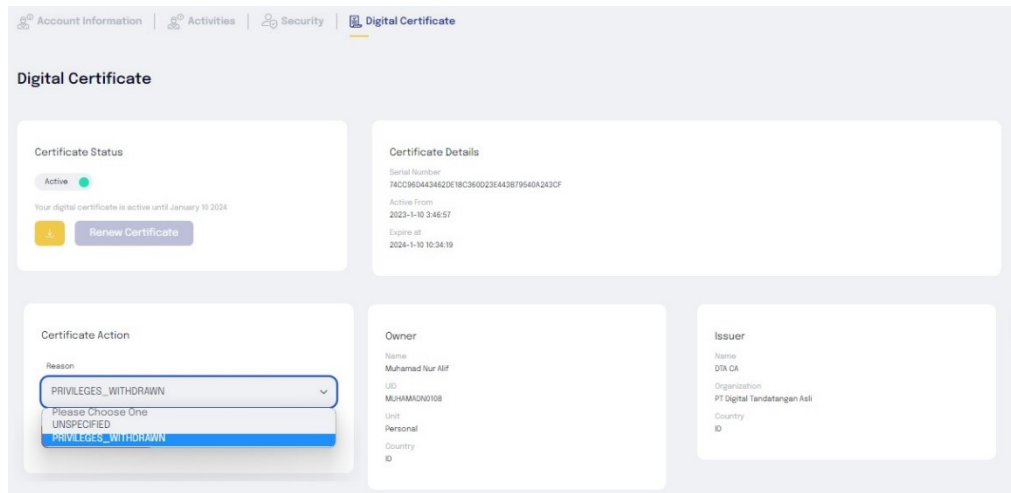 Account Information
Activities
Security
Digital Certificate
Digital Certificate
Certificate Status
Active
Your digital certificate is active until January 10 2024
Renew Certificate
Certificate Details
Serial Number
74CC96D443462DE18C360D23E443B79540A243CF
Active From
2023-1-10 3:46:57
Expire at
2024-1-10 10:34:19
Certificate Action
Reason
PRIVILEGES_WITHDRAWN
Please Choose One
UNSPECIFIED
PRIVILEGES_WITHDRAWN
Owner
Name
Muhamad Nur Alif
UID
MUHAMADN0108
Unit
Personal
Country
ID
Issuer
Name
DTA CA
Organization
PT Digital Tandatangan Asli
Country
ID